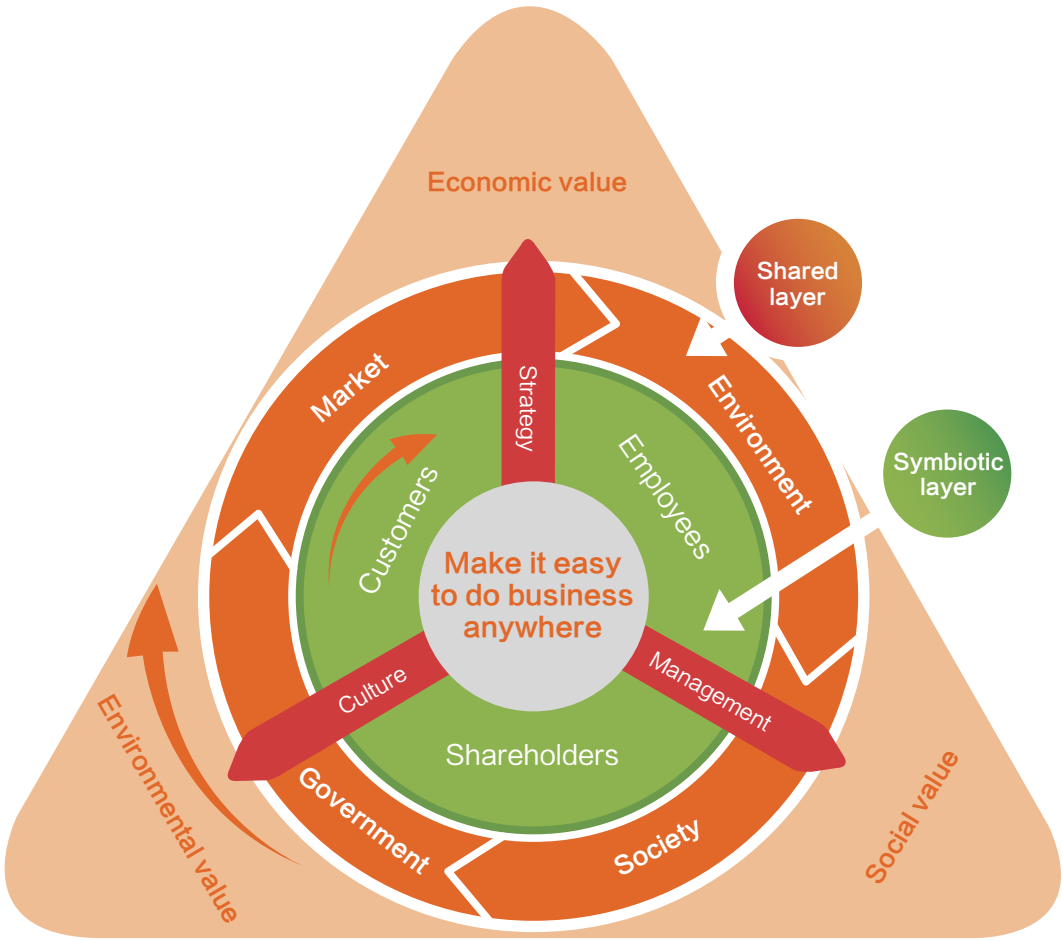 Economic value
Shared
layer
Market
Strategy
Environment
Employees
Customers
Symbiotic
layer
Make it easy
to do business
anywhere
Culture
Management
Shareholders
Government
Society
Environmental value
Social value